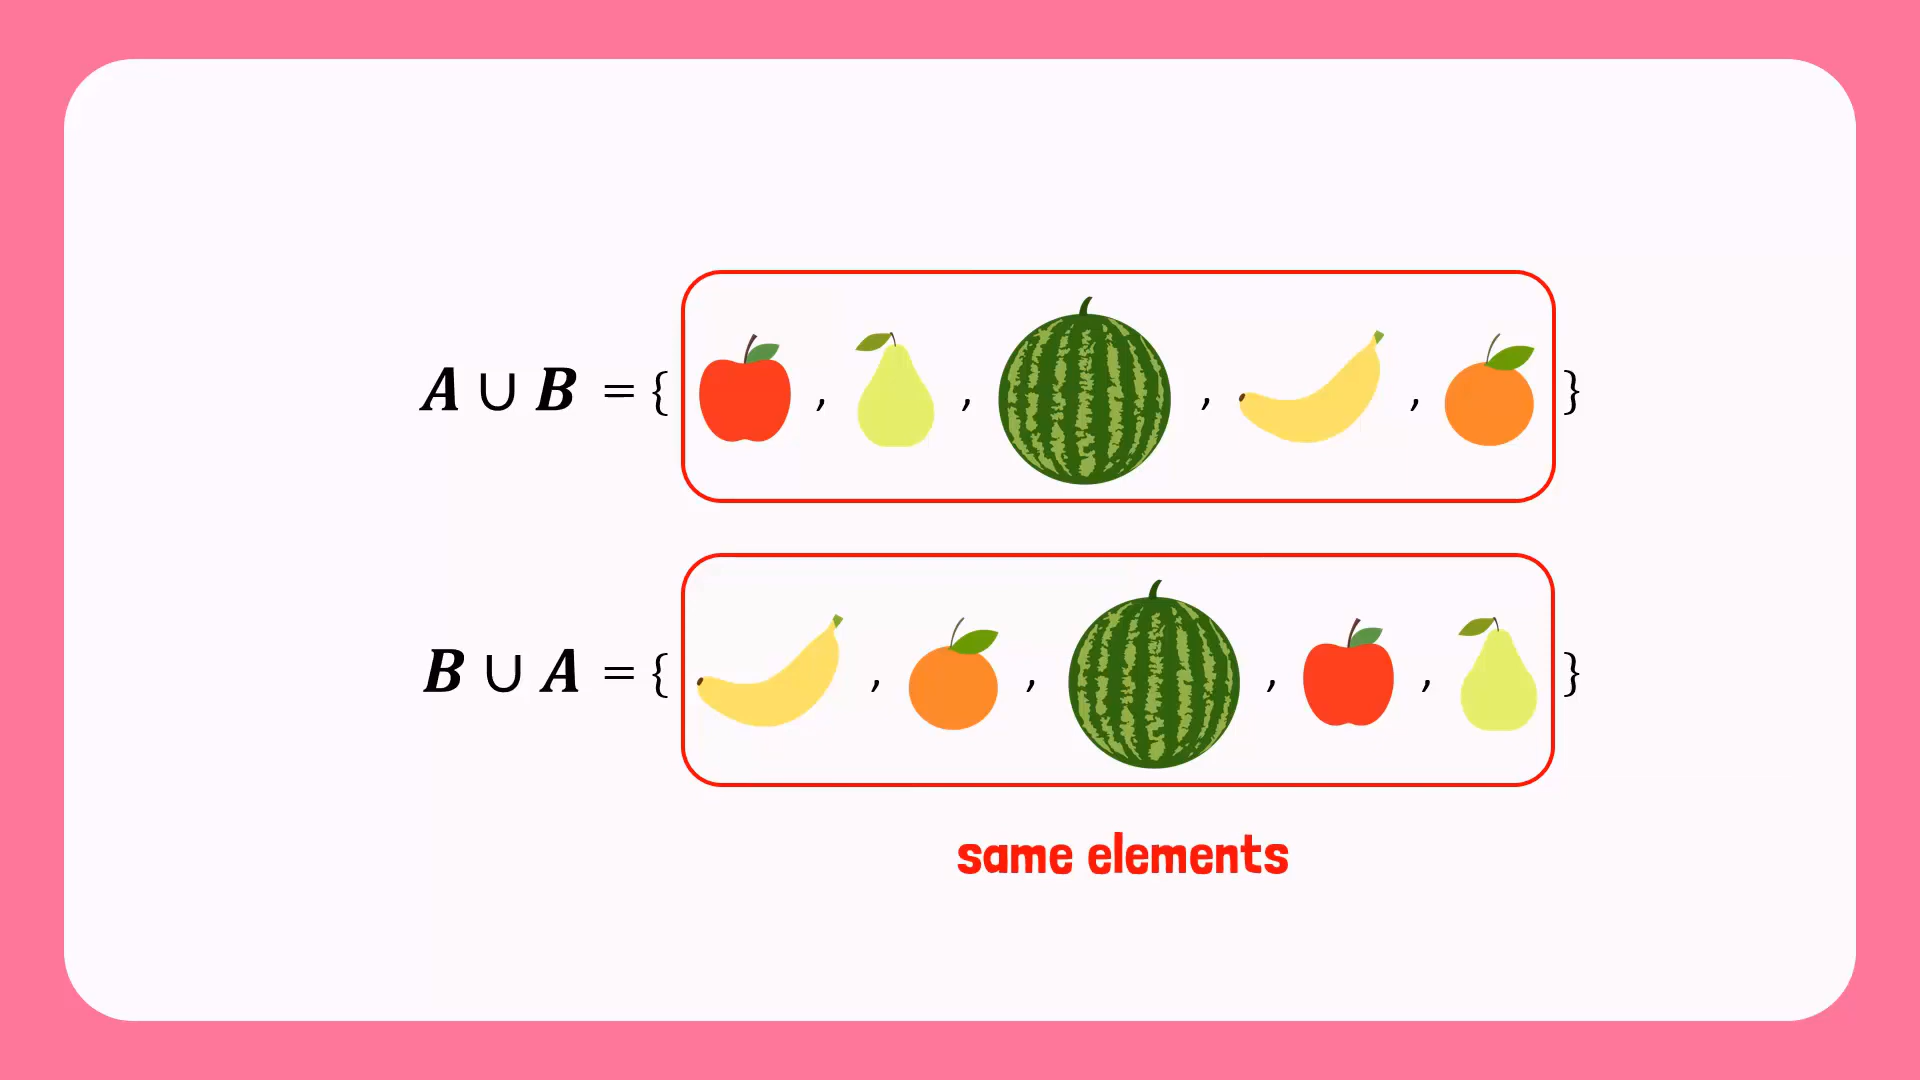 A ∪ B = { , , , , }
B ∪ A = { , , , , }
same elements